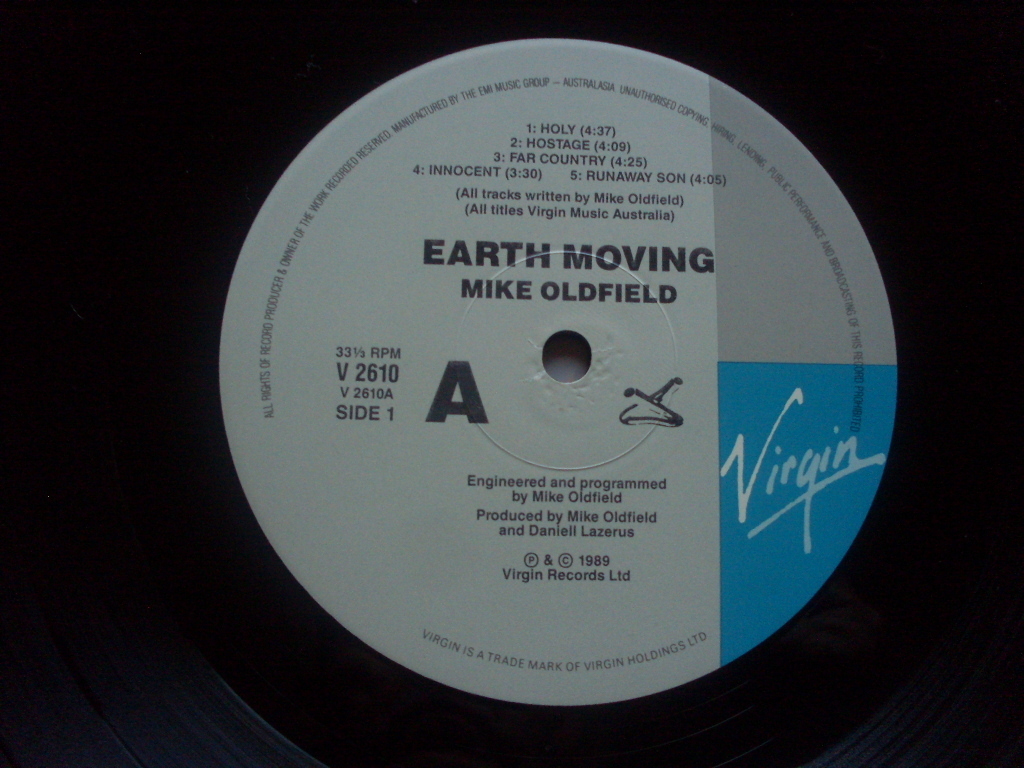 ALL RIGHTS OF RECORD PRODUCER & OWNER OF THE WORK RECORDED RESERVED. MANUFACTURED BY THE EMI MUSIC GROUP — AUSTRALASIA. UNAUTHORISED COPYING, HIRING, LENDING, PUBLIC PERFORMANCE AND BROADCASTING OF THIS RECORD PROHIBITED
1: HOLY (4:37)
2: HOSTAGE (4:09)
3: FAR COUNTRY (4:25)
4: INNOCENT (3:30) 5: RUNAWAY SON (4:05)
(All tracks written by Mike Oldfield)
(All titles Virgin Music Australia)
EARTH MOVING
MIKE OLDFIELD
33⅓ RPM
V 2610
V 2610A
SIDE 1
A
Virgin
Engineered and programmed
by Mike Oldfield
Produced by Mike Oldfield
and Daniell Lazerus
Ⓟ & © 1989
Virgin Records Ltd
VIRGIN IS A TRADE MARK OF VIRGIN HOLDINGS LTD